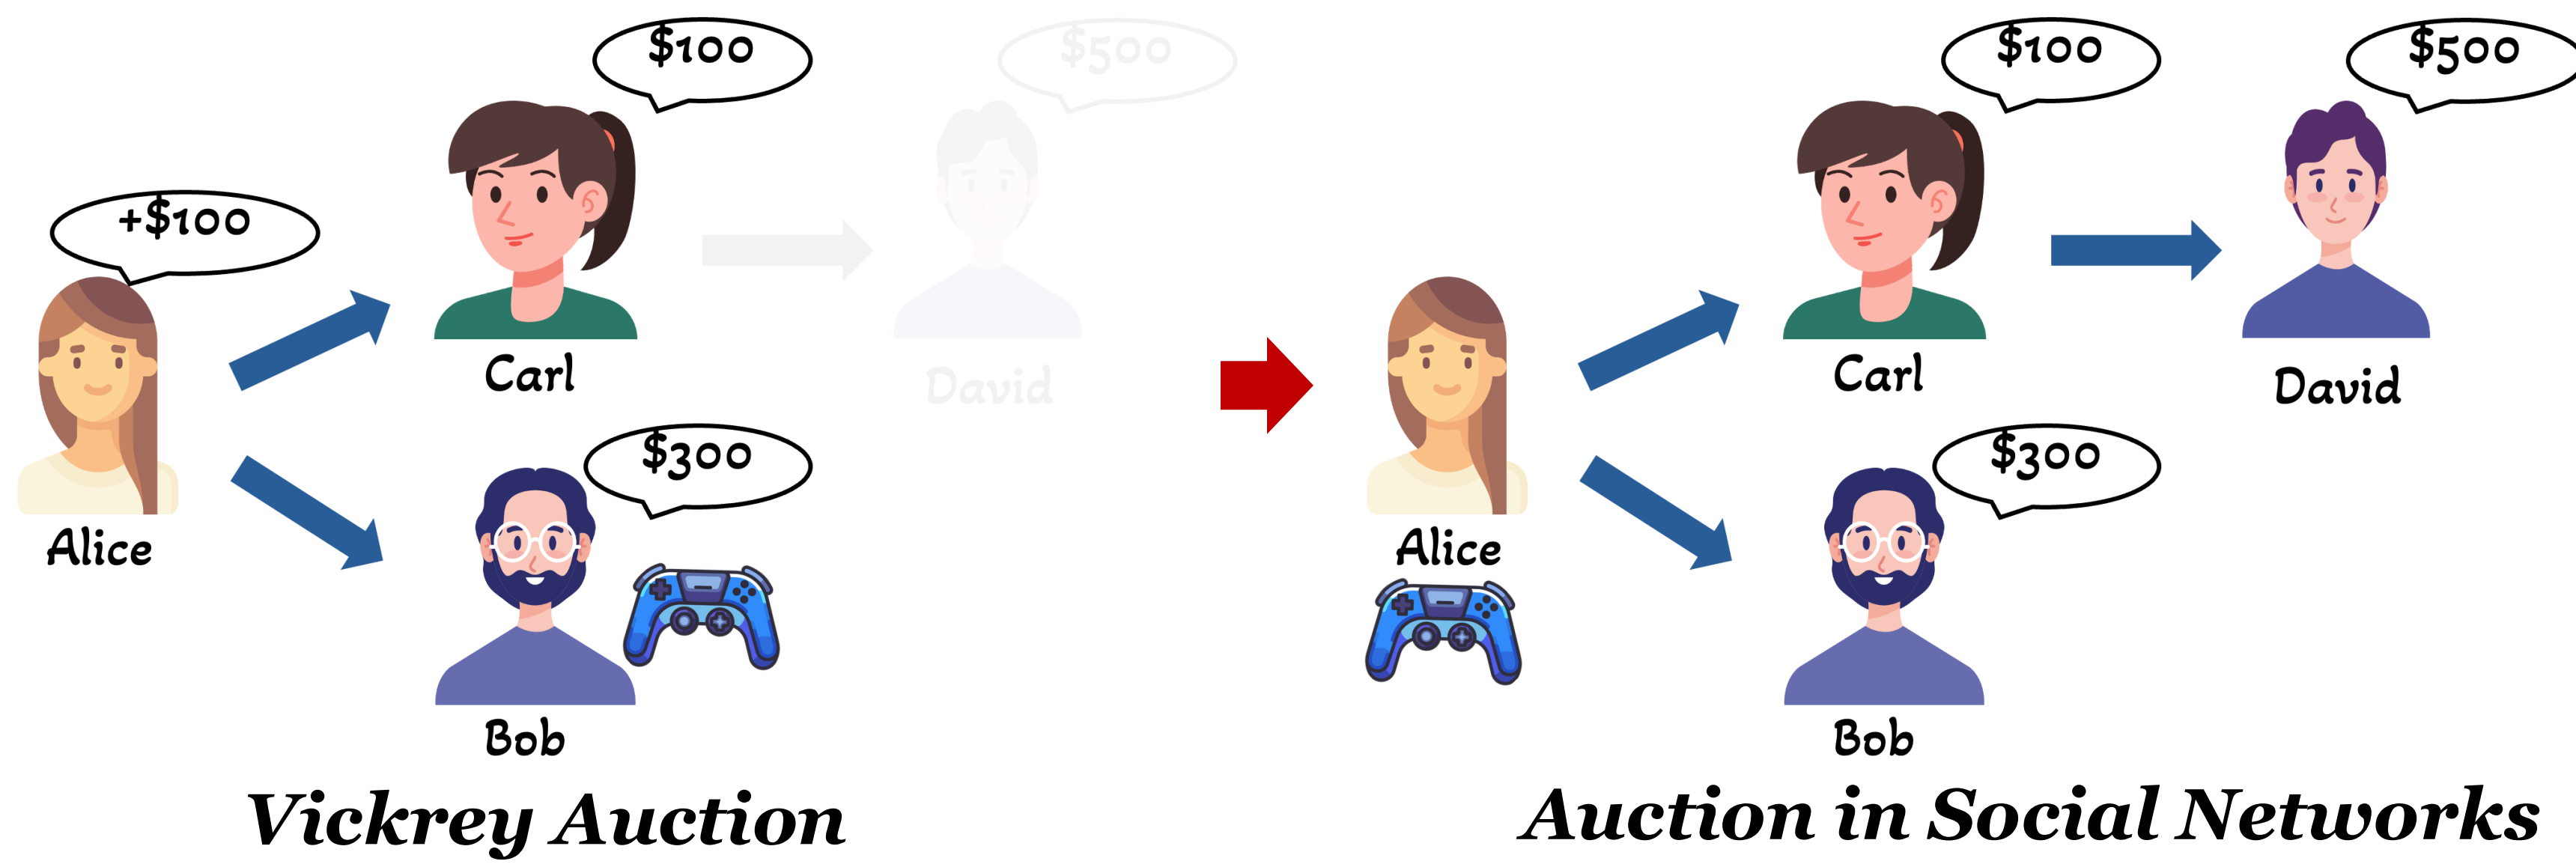 $100
$500
$100
$500
+$100
Carl
David
Carl
David
$300
$300
Alice
Alice
Bob
Bob
Vickrey Auction
Auction in Social Networks